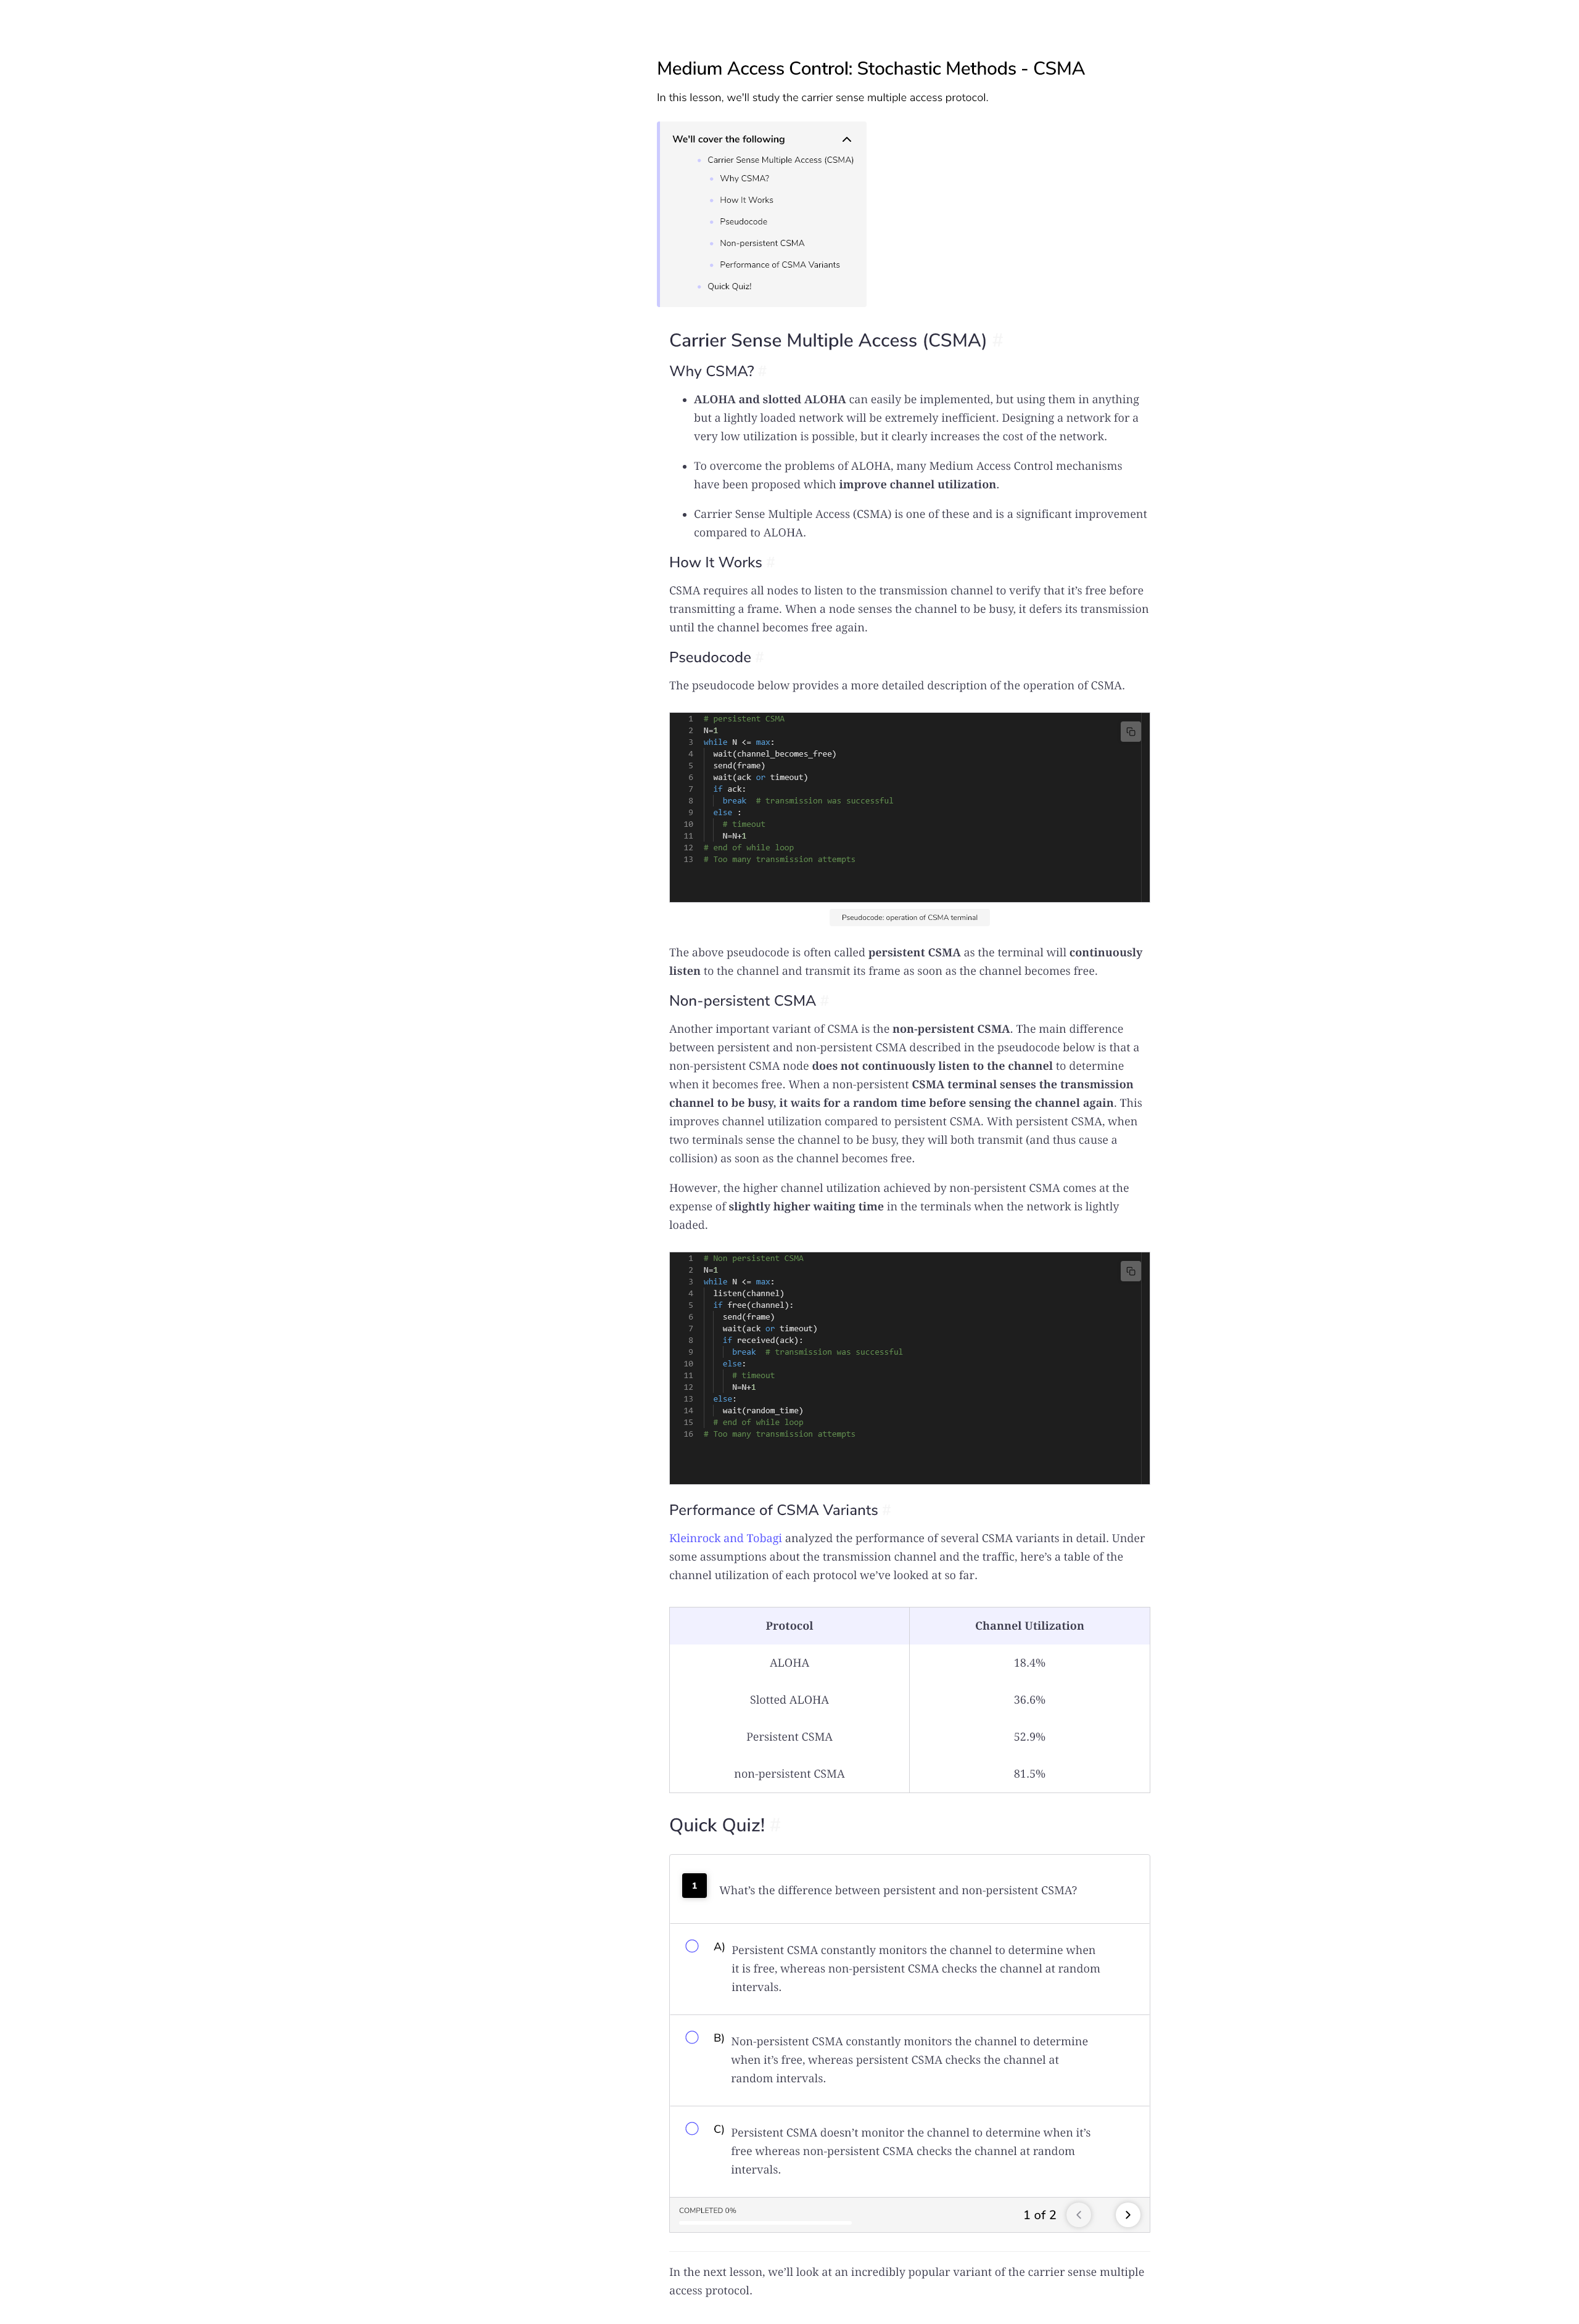 Medium Access Control: Stochastic Methods - CSMA
In this lesson, we'll study the carrier sense multiple access protocol.
We'll cover the following
Carrier Sense Multiple Access (CSMA)
Why CSMA?
How It Works
Pseudocode
Non-persistent CSMA
Performance of CSMA Variants
Quick Quiz!
Carrier Sense Multiple Access (CSMA) #
Why CSMA? #
• ALOHA and slotted ALOHA can easily be implemented, but using them in anything
but a lightly loaded network will be extremely inefficient. Designing a network for a
very low utilization is possible, but it clearly increases the cost of the network.
• To overcome the problems of ALOHA, many Medium Access Control mechanisms
have been proposed which improve channel utilization.
• Carrier Sense Multiple Access (CSMA) is one of these and is a significant improvement
compared to ALOHA.
How It Works #
CSMA requires all nodes to listen to the transmission channel to verify that it's free before
transmitting a frame. When a node senses the channel to be busy, it defers its transmission
until the channel becomes free again.
Pseudocode #
The pseudocode below provides a more detailed description of the operation of CSMA.
1 # persistent CSMA
2 N=1
3 while N <= max:
4 wait(channel_becomes_free)
5 send(frame)
6 wait(ack or timeout)
7 if ack:
8 break # transmission was successful
9 else :
10 # timeout
11 N=N+1
12 # end of while loop
13 # Too many transmission attempts
Pseudocode: operation of CSMA terminal
The above pseudocode is often called persistent CSMA as the terminal will continuously
listen to the channel and transmit its frame as soon as the channel becomes free.
Non-persistent CSMA #
Another important variant of CSMA is the non-persistent CSMA. The main difference
between persistent and non-persistent CSMA described in the pseudocode below is that a
non-persistent CSMA node does not continuously listen to the channel to determine
when it becomes free. When a non-persistent CSMA terminal senses the transmission
channel to be busy, it waits for a random time before sensing the channel again. This
improves channel utilization compared to persistent CSMA. With persistent CSMA, when
two terminals sense the channel to be busy, they will both transmit (and thus cause a
collision) as soon as the channel becomes free.
However, the higher channel utilization achieved by non-persistent CSMA comes at the
expense of slightly higher waiting time in the terminals when the network is lightly
loaded.
1 # Non persistent CSMA
2 N=1
3 while N <= max:
4 listen(channel)
5 if free(channel):
6 send(frame)
7 wait(ack or timeout)
8 if received(ack):
9 break # transmission was successful
10 else:
11 # timeout
12 N=N+1
13 else:
14 wait(random_time)
15 # end of while loop
16 # Too many transmission attempts
Performance of CSMA Variants #
Kleinrock and Tobagi analyzed the performance of several CSMA variants in detail. Under
some assumptions about the transmission channel and the traffic, here's a table of the
channel utilization of each protocol we've looked at so far.
Protocol Channel Utilization
ALOHA 18.4%
Slotted ALOHA 36.6%
Persistent CSMA 52.9%
non-persistent CSMA 81.5%
Quick Quiz! #
1 What's the difference between persistent and non-persistent CSMA?
A) Persistent CSMA constantly monitors the channel to determine when
it is free, whereas non-persistent CSMA checks the channel at random
intervals.
B) Non-persistent CSMA constantly monitors the channel to determine
when it's free, whereas persistent CSMA checks the channel at
random intervals.
C) Persistent CSMA doesn't monitor the channel to determine when it's
free whereas non-persistent CSMA checks the channel at random
intervals.
COMPLETED 0%
1 of 2
In the next lesson, we'll look at an incredibly popular variant of the carrier sense multiple
access protocol.